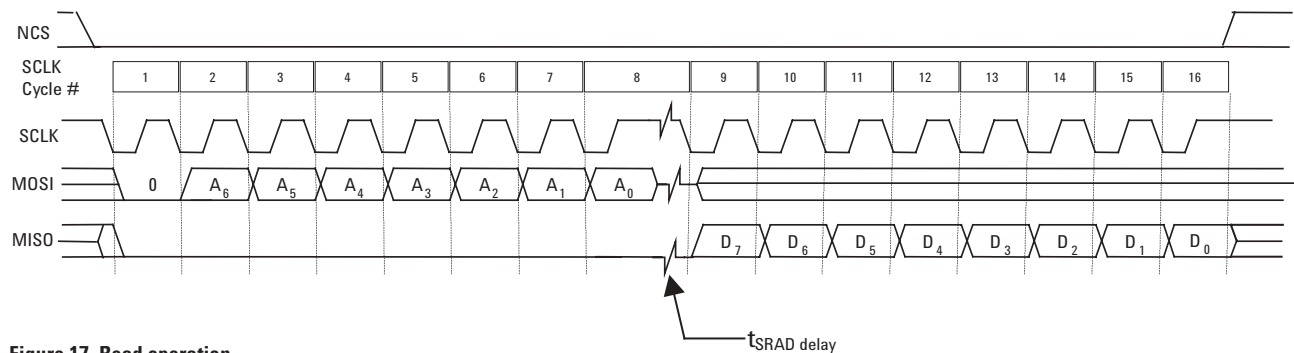 NCS
SCLK
Cycle #
1 2 3 4 5 6 7 8 9 10 11 12 13 14 15 16
SCLK
MOSI 0 A6 A5 A4 A3 A2 A1 A0
MISO D7 D6 D5 D4 D3 D2 D1 D0
tSRAD delay
Figure 17. Read operation